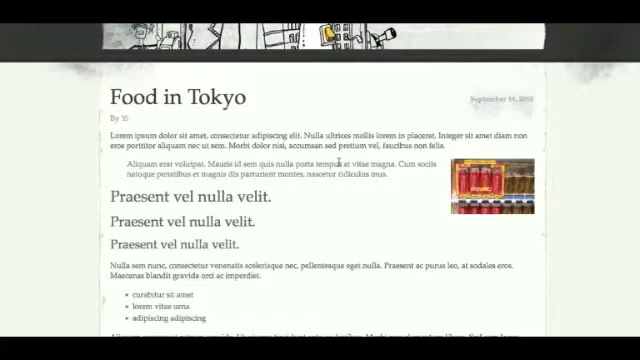 Food in Tokyo
September 14, 2010
By Yi
Lorem ipsum dolor sit amet, consectetur adipiscing elit. Nulla ultrices mollis lorem in placerat. Integer sit amet diam non
eros porttitor aliquam nec ut sem. Morbi dolor nisi, accumsan sed pretium vel, faucibus non felis.
Aliquam erat volutpat. Mauris id sem quis nulla porta tempus at vitae magna. Cum sociis
natoque penatibus et magnis dis parturient montes, nascetur ridiculus mus.
Praesent vel nulla velit.
Praesent vel nulla velit.
Praesent vel nulla velit.
Nulla sem nunc, consectetur venenatis scelerisque nec, pellentesque eget nulla. Praesent ac purus leo, at sodales eros.
Maecenas blandit gravida orci ac imperdiet.
curabitur sit amet
lorem vitae urna
adipiscing adipiscing